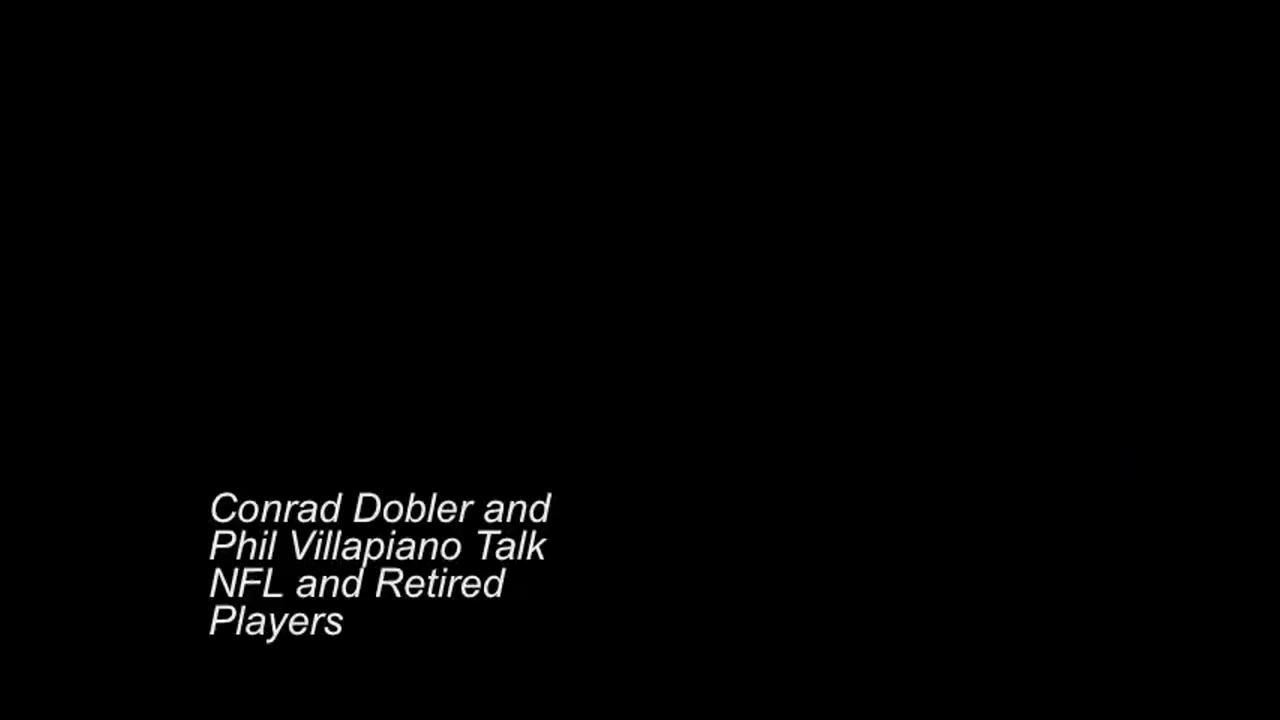 Conrad Dobler and
Phil Villapiano Talk
NFL and Retired
Players